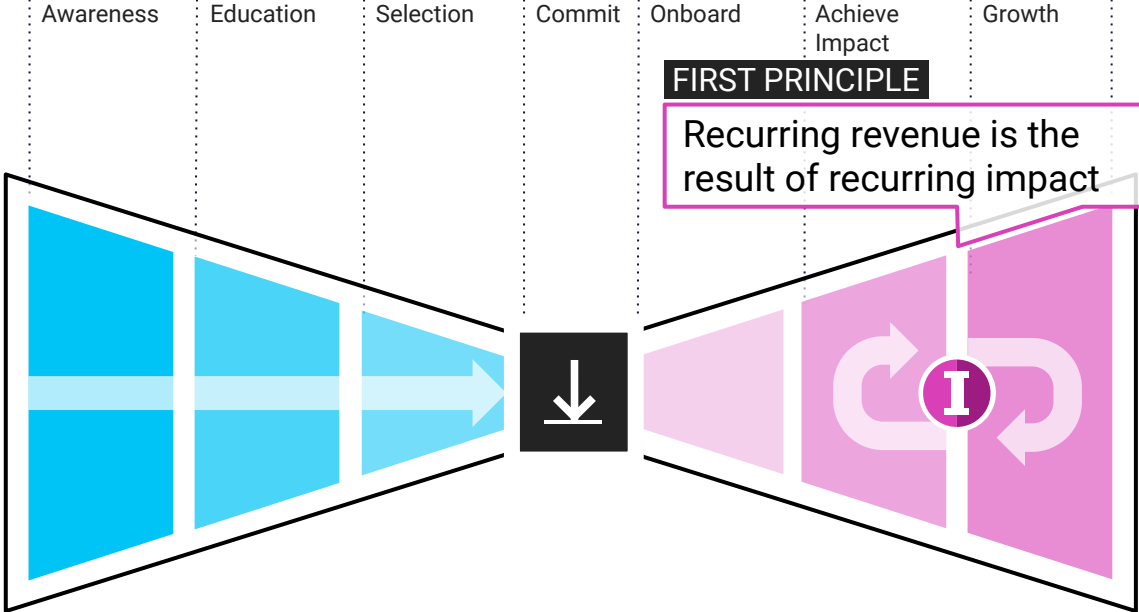 Awareness
Education
Selection
Commit
Onboard
Achieve
Impact
Growth
FIRST PRINCIPLE
Recurring revenue is the
result of recurring impact
I